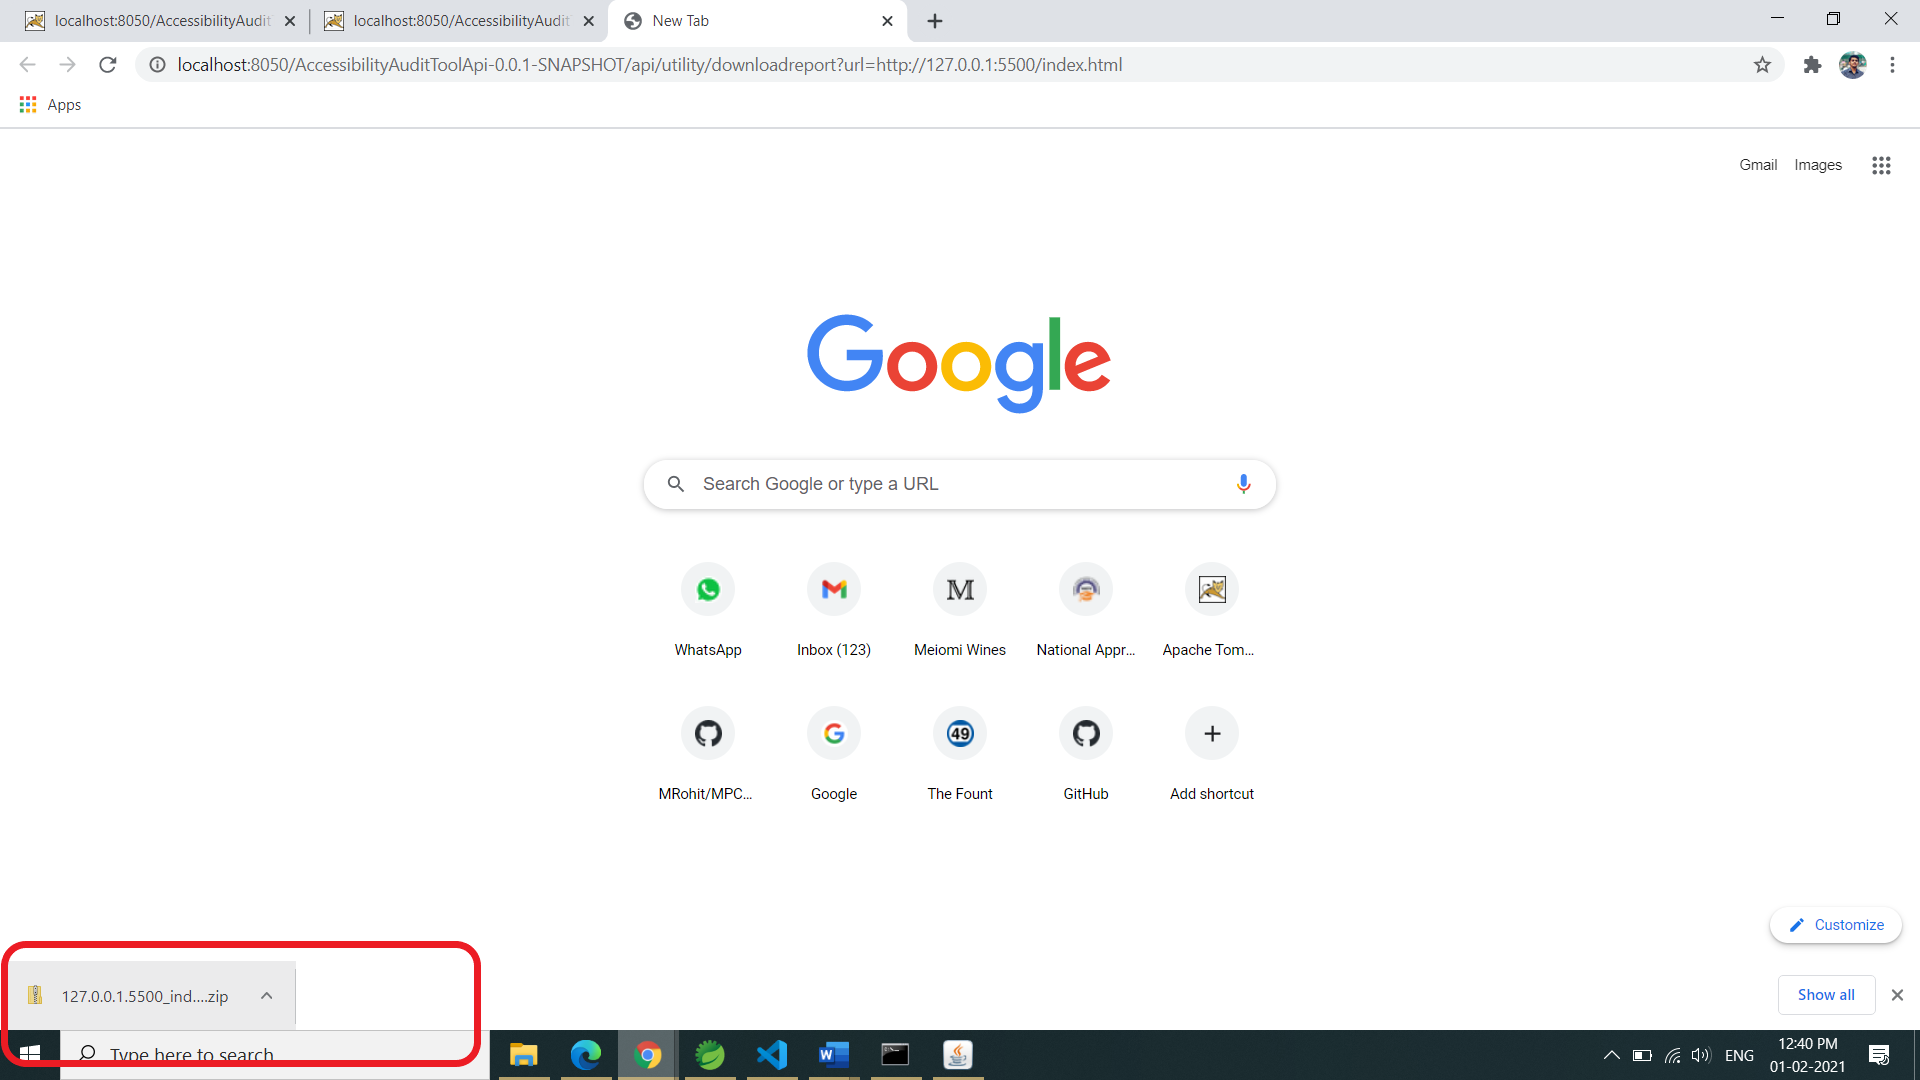 localhost:8050/AccessibilityAudit
localhost:8050/AccessibilityAudit
New Tab
localhost:8050/AccessibilityAuditToolApi-0.0.1-SNAPSHOT/api/utility/downloadreport?url=http://127.0.0.1:5500/index.html
Apps
Gmail Images
Google
Search Google or type a URL
WhatsApp
Inbox (123)
M
Meiomi Wines
National Appr...
Apache Tom...
MRohit/MPC...
Google
49
The Fount
GitHub
Add shortcut
Customize
127.0.0.1.5500_ind....zip
Show all
Type here to search
W
ENG
12:40 PM
01-02-2021